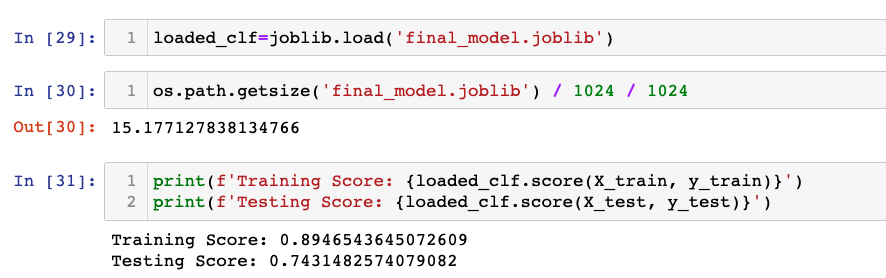 In [29]: 1 loaded_clf=joblib.load('final_model.joblib')
In [30]: 1 os.path.getsize('final_model.joblib') / 1024 / 1024
Out[30]: 15.177127838134766
In [31]: 1 print(f'Training Score: {loaded_clf.score(X_train, y_train)}')
2 print(f'Testing Score: {loaded_clf.score(X_test, y_test)}')
Training Score: 0.8946543645072609
Testing Score: 0.7431482574079082